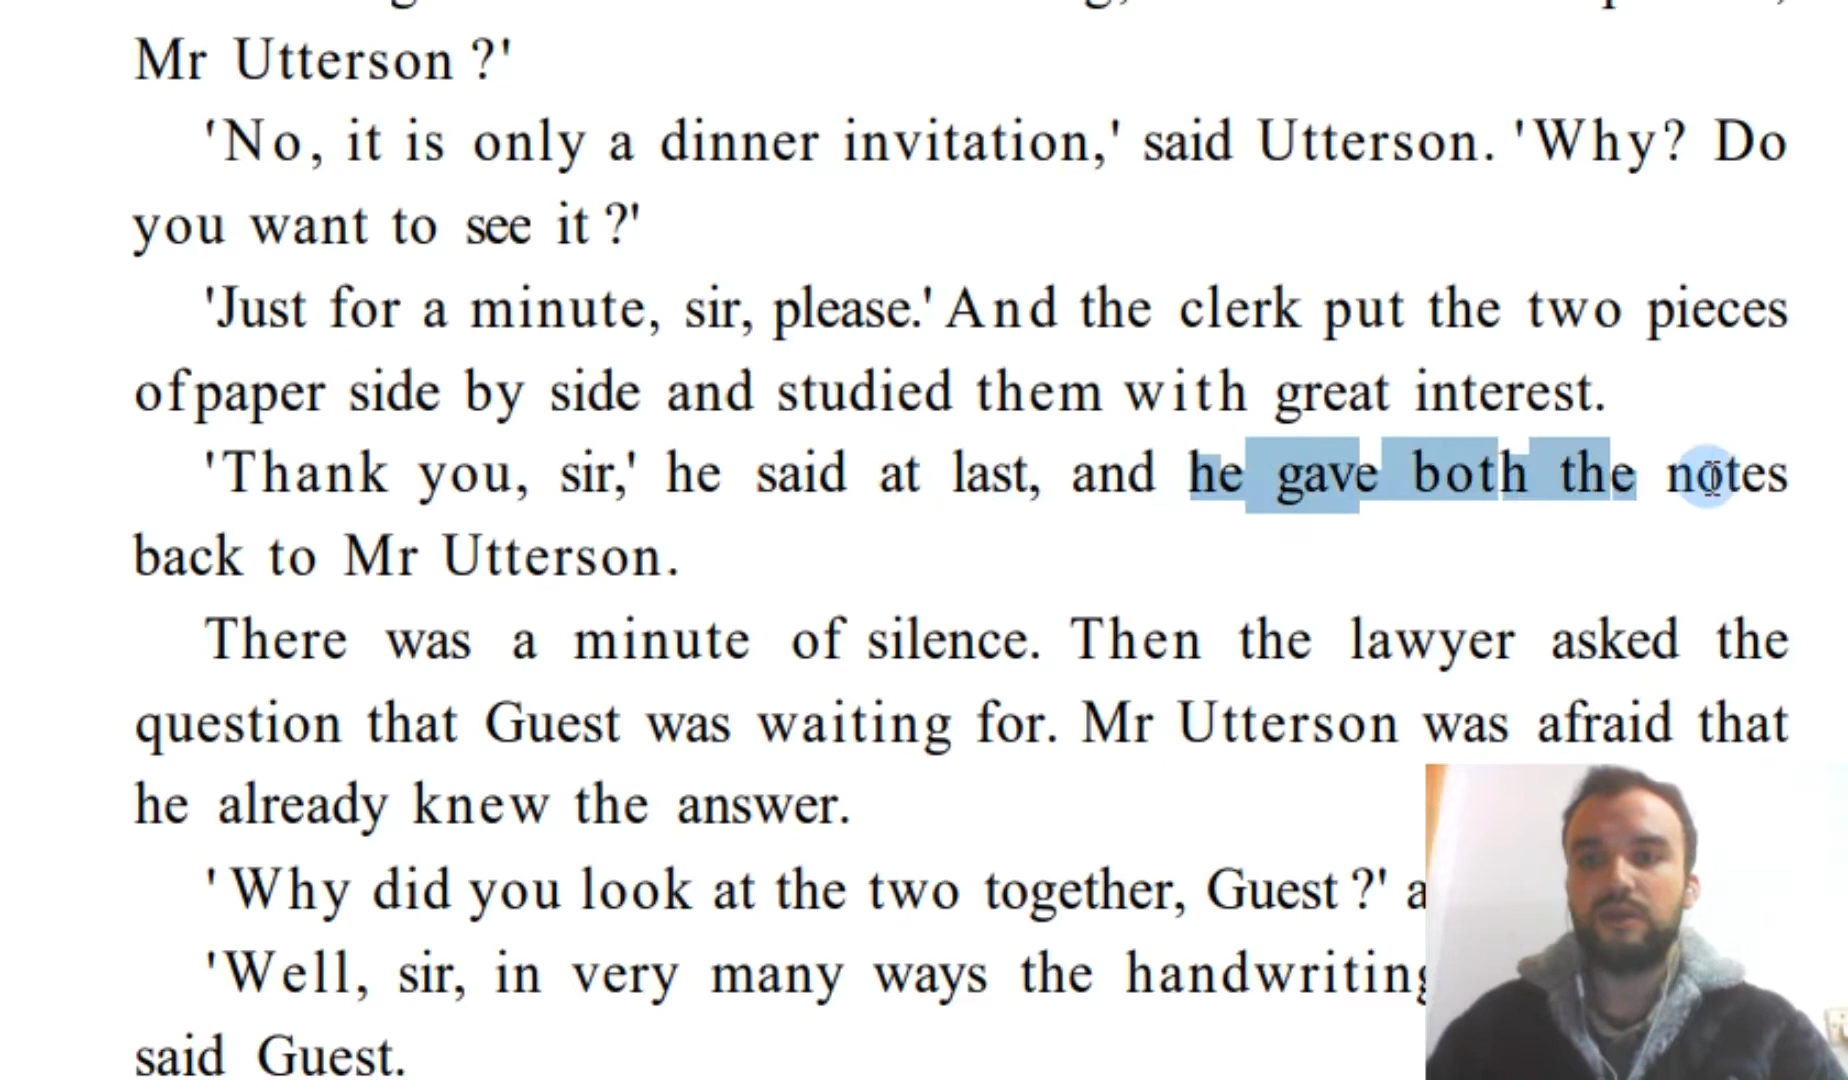 Mr Utterson ?'
'No, it is only a dinner invitation,' said Utterson. 'Why? Do
you want to see it ?'
'Just for a minute, sir, please.' And the clerk put the two pieces
of paper side by side and studied them with great interest.
'Thank you, sir,' he said at last, and he gave both the notes
back to Mr Utterson.
There was a minute of silence. Then the lawyer asked the
question that Guest was waiting for. Mr Utterson was afraid that
he already knew the answer.
'Why did you look at the two together, Guest ?'
'Well, sir, in very many ways the handwriting
said Guest.